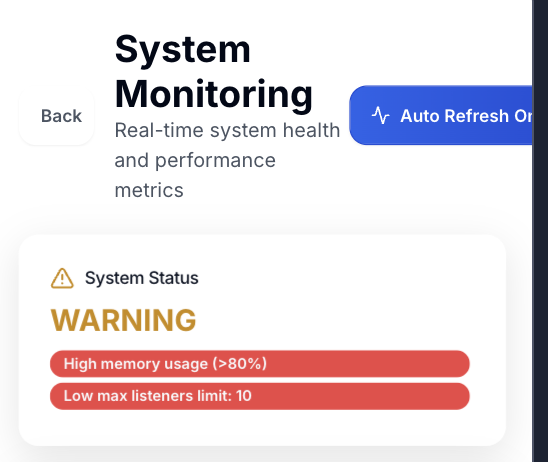 System
Monitoring
Back
Auto Refresh On
Real-time system health
and performance
metrics
System Status
WARNING
High memory usage (>80%)
Low max listeners limit: 10